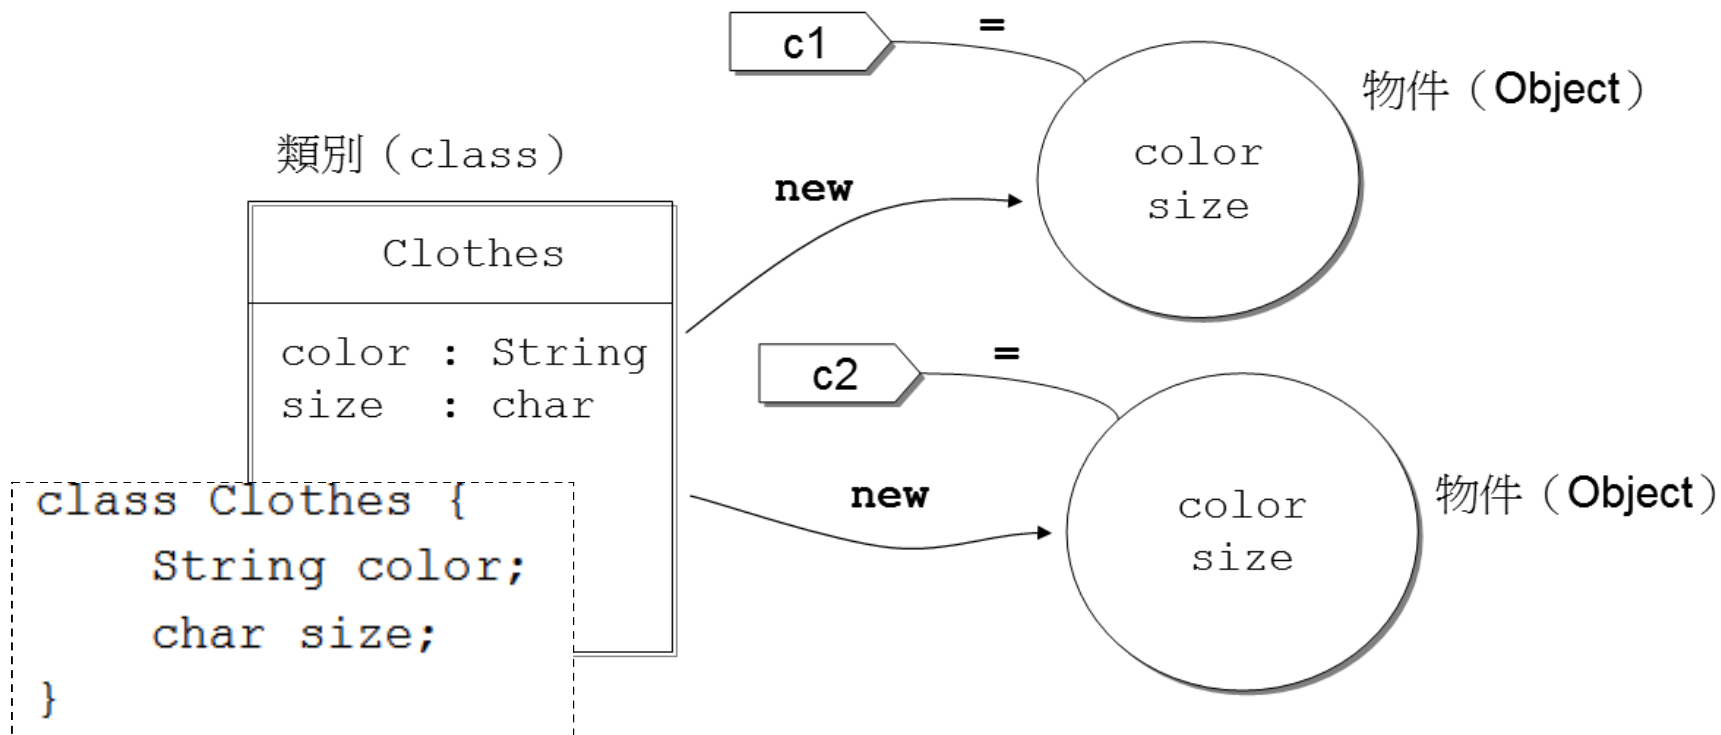 c1
=
物件（Object）
color
size
類別（class）
new
Clothes
color : String
size  : char
c2
=
new
物件（Object）
color
size
class Clothes {
    String color;
    char size;
}